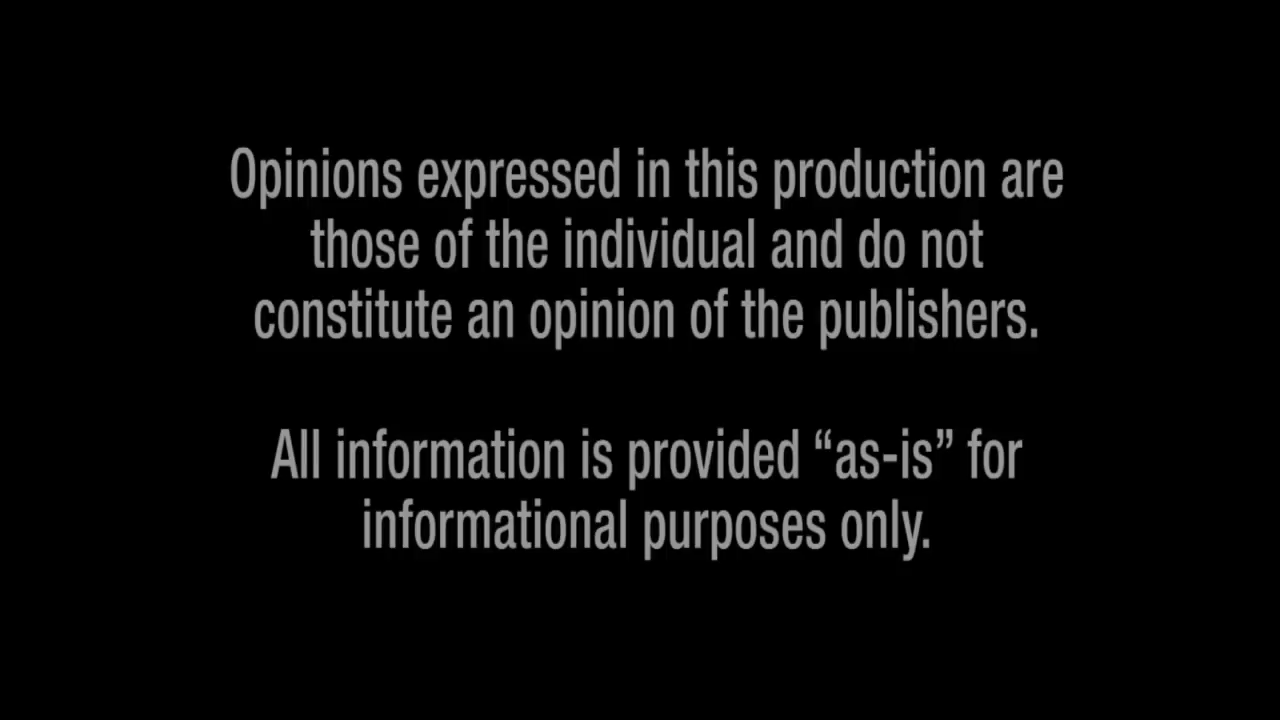 Opinions expressed in this production are
those of the individual and do not
constitute an opinion of the publishers.
All information is provided “as-is” for
informational purposes only.